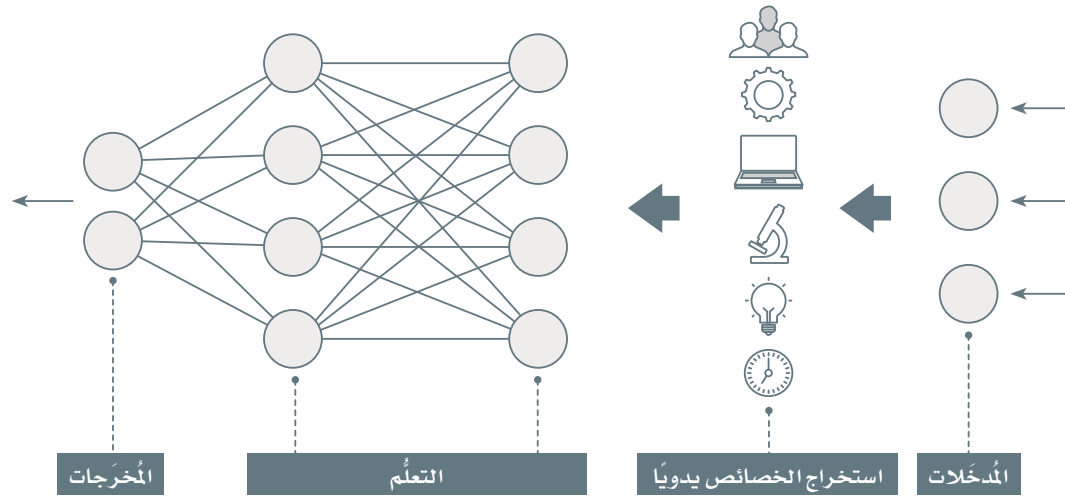 المُدخَلات
استخراج الخصائص يدويًا
التعلُّم
المُخرَجات